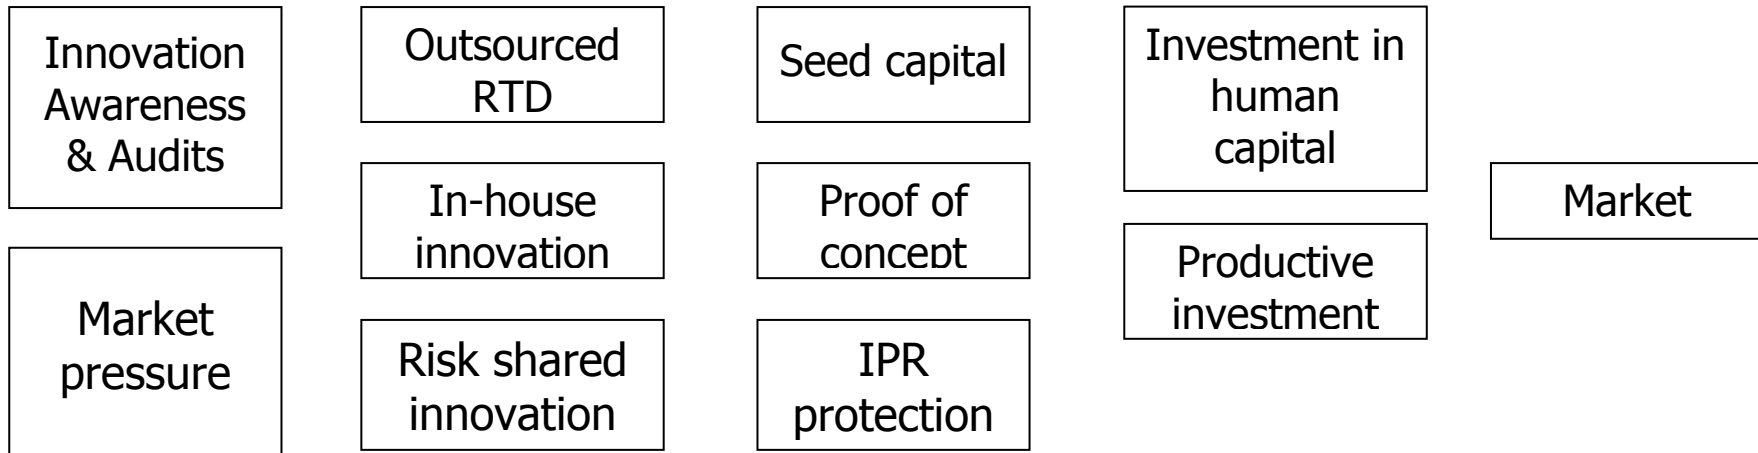 Innovation
Awareness
& Audits
Market
pressure
Outsourced
RTD
In-house
innovation
Risk shared
innovation
Seed capital
Proof of
concept
IPR
protection
Investment in
human
capital
Productive
investment
Market